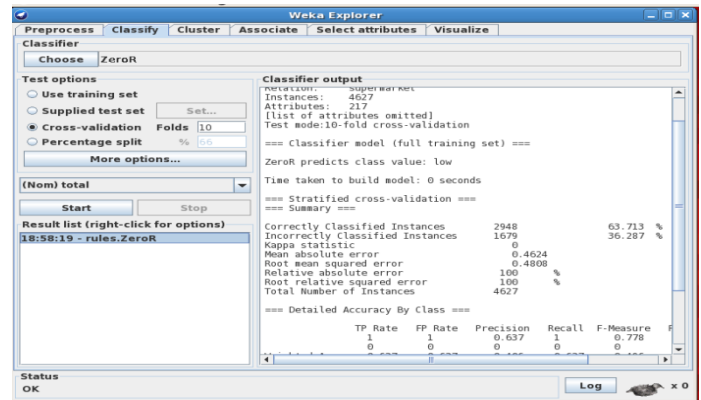 Weka Explorer
Preprocess Classify Cluster Associate Select attributes Visualize
Classifier
Choose ZeroR
Test options
Use training set
Supplied test set Set...
Cross-validation Folds 10
Percentage split % 66
More options...
(Nom) total
Start Stop
Result list (right-click for options)
18:58:19 - rules.ZeroR
Classifier output
Relation: supermarket
Instances: 4627
Attributes: 217
[list of attributes omitted]
Test mode:10-fold cross-validation
=== Classifier model (full training set) ===
ZeroR predicts class value: low
Time taken to build model: 0 seconds
=== Stratified cross-validation ===
=== Summary ===
Correctly Classified Instances 2948 63.713 %
Incorrectly Classified Instances 1679 36.287 %
Kappa statistic 0
Mean absolute error 0.4624
Root mean squared error 0.4808
Relative absolute error 100 %
Root relative squared error 100 %
Total Number of Instances 4627
=== Detailed Accuracy By Class ===
TP Rate FP Rate Precision Recall F-Measure
1 1 0.637 1 0.778
0 0 0 0 0
Status
OK
Log x 0